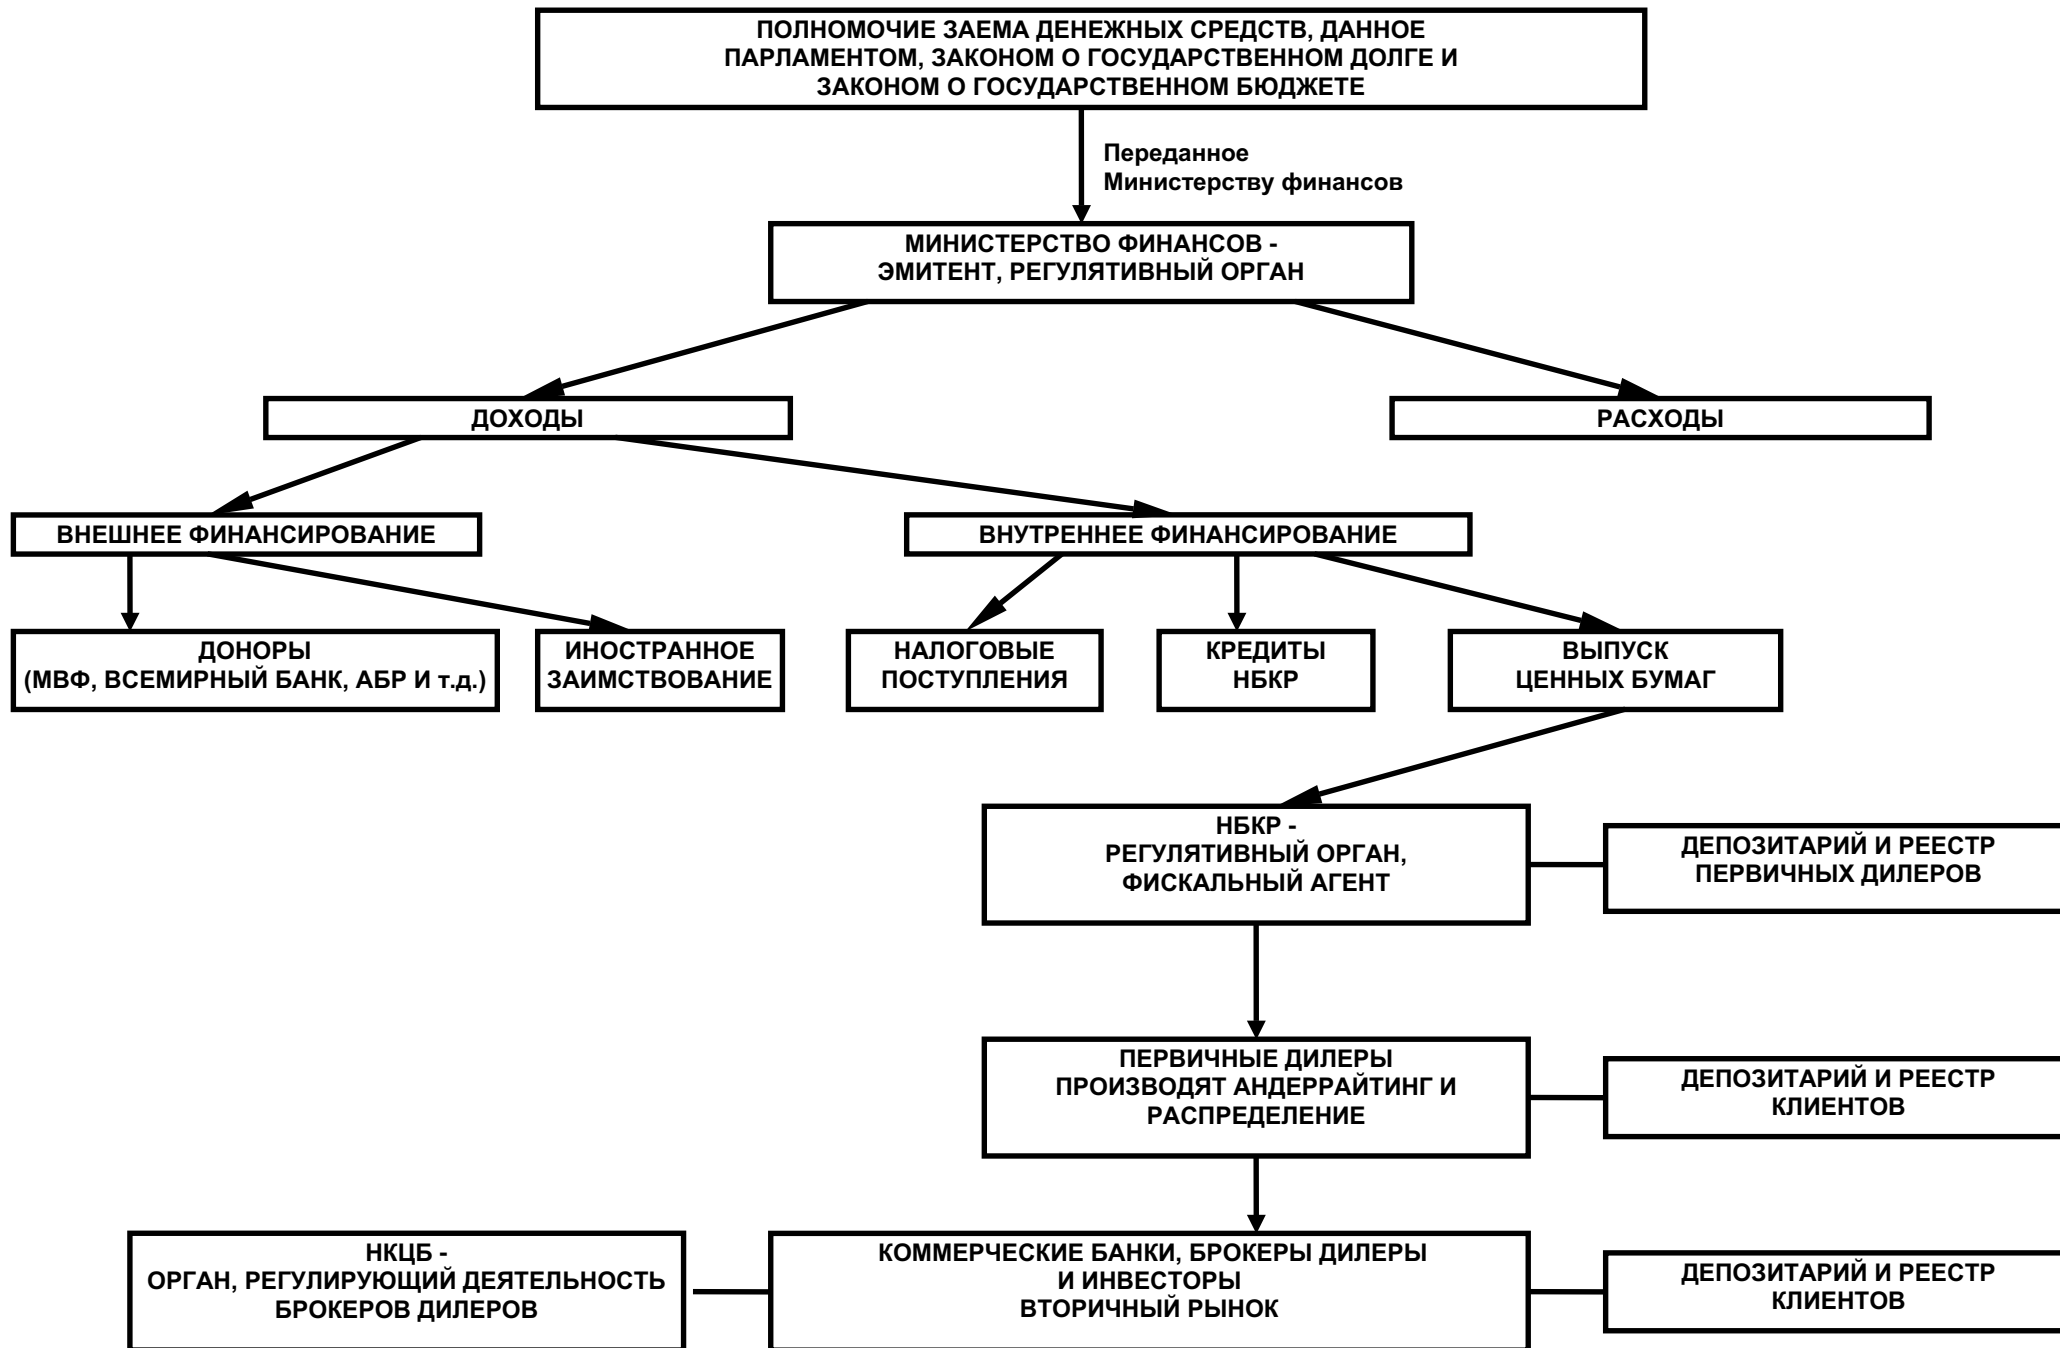 ПОЛНОМОЧИЕ ЗАЕМА ДЕНЕЖНЫХ СРЕДСТВ, ДАННОЕ
ПАРЛАМЕНТОМ, ЗАКОНОМ О ГОСУДАРСТВЕННОМ ДОЛГЕ И
ЗАКОНОМ О ГОСУДАРСТВЕННОМ БЮДЖЕТЕ
Переданное
Министерству финансов
МИНИСТЕРСТВО ФИНАНСОВ -
ЭМИТЕНТ, РЕГУЛЯТИВНЫЙ ОРГАН
ДОХОДЫ
РАСХОДЫ
ВНЕШНЕЕ ФИНАНСИРОВАНИЕ
ВНУТРЕННЕЕ ФИНАНСИРОВАНИЕ
ДОНОРЫ
(МВФ, ВСЕМИРНЫЙ БАНК, АБР И т.д.)
ИНОСТРАННОЕ
ЗАИМСТВОВАНИЕ
НАЛОГОВЫЕ
ПОСТУПЛЕНИЯ
КРЕДИТЫ
НБКР
ВЫПУСК
ЦЕННЫХ БУМАГ
НБКР -
РЕГУЛЯТИВНЫЙ ОРГАН,
ФИСКАЛЬНЫЙ АГЕНТ
ДЕПОЗИТАРИЙ И РЕЕСТР
ПЕРВИЧНЫХ ДИЛЕРОВ
ПЕРВИЧНЫЕ ДИЛЕРЫ
ПРОИЗВОДЯТ АНДЕРРАЙТИНГ И
РАСПРЕДЕЛЕНИЕ
ДЕПОЗИТАРИЙ И РЕЕСТР
КЛИЕНТОВ
НКЦБ -
ОРГАН, РЕГУЛИРУЮЩИЙ ДЕЯТЕЛЬНОСТЬ
БРОКЕРОВ ДИЛЕРОВ
КОММЕРЧЕСКИЕ БАНКИ, БРОКЕРЫ ДИЛЕРЫ
И ИНВЕСТОРЫ
ВТОРИЧНЫЙ РЫНОК
ДЕПОЗИТАРИЙ И РЕЕСТР
КЛИЕНТОВ